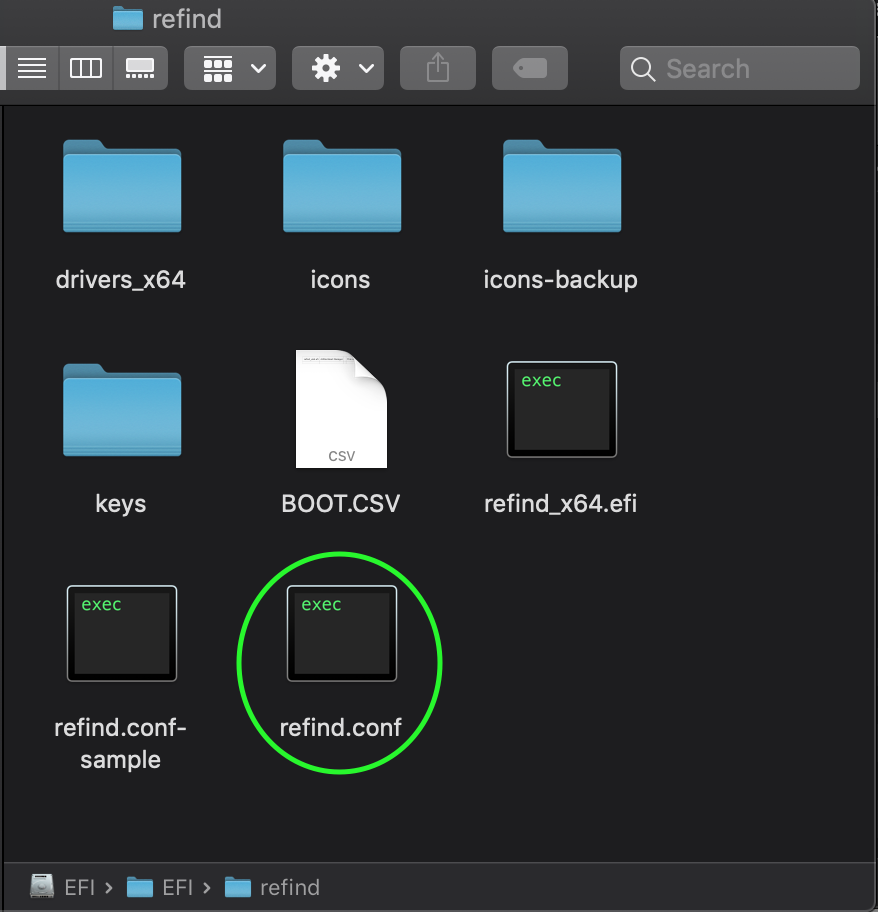 refind
Search
drivers_x64
icons
icons-backup
CSV
exec
keys
BOOT.CSV
refind_x64.efi
exec
exec
refind.conf-
sample
refind.conf
EFI › EFI › refind